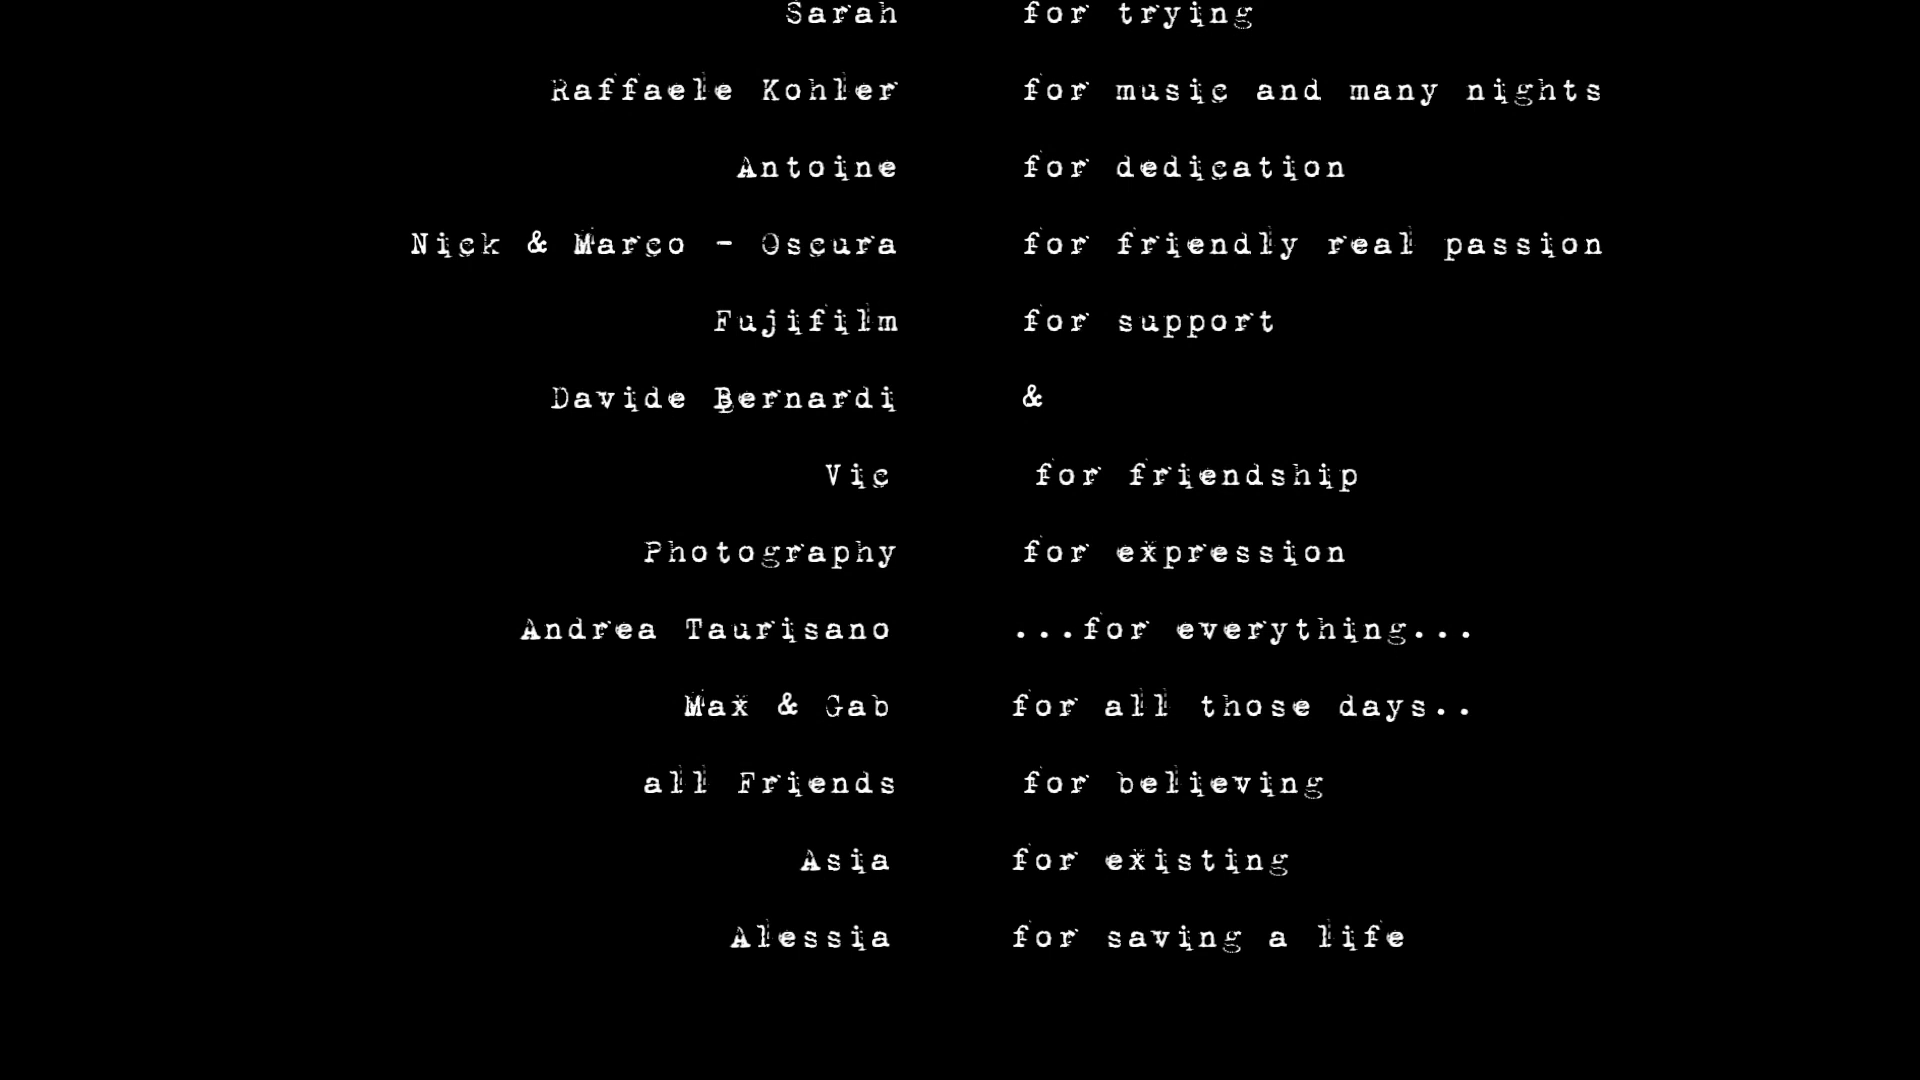 Sarah for trying
Raffaele Kohler for music and many nights
Antoine for dedication
Nick & Marco - Oscura for friendly real passion
Fujifilm for support
Davide Bernardi &
Vic for friendship
Photography for expression
Andrea Taurisano ...for everything...
Max & Gab for all those days..
all Friends for believing
Asia for existing
Alessia for saving a life